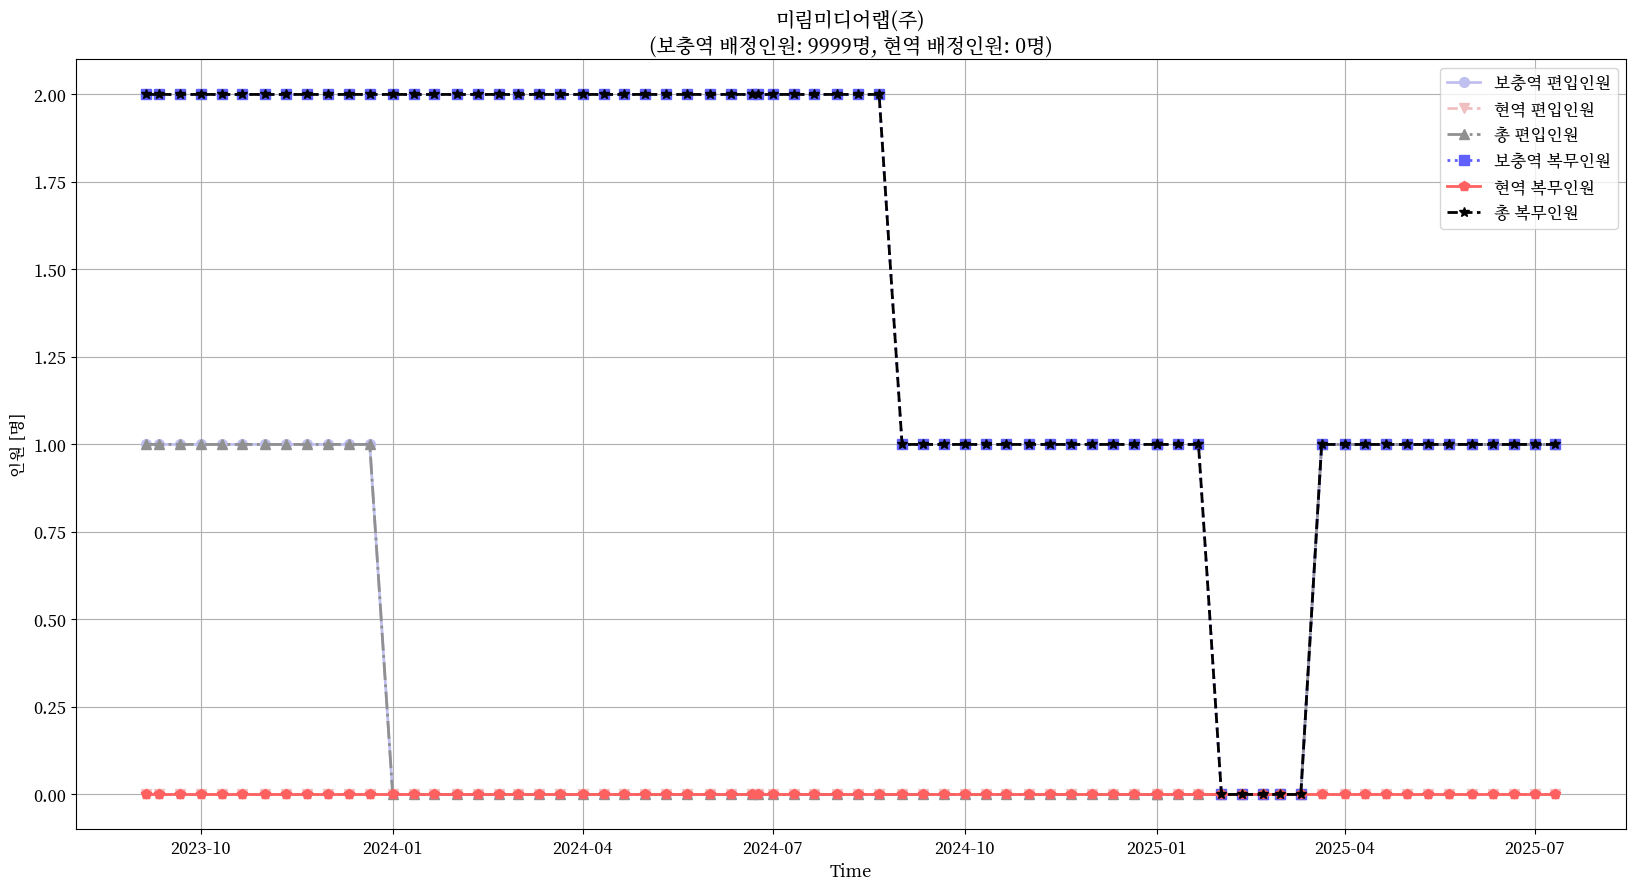 미림미디어랩(주)
(보충역 배정인원: 9999명, 현역 배정인원: 0명)
보충역 편입인원
현역 편입인원
총 편입인원
보충역 복무인원
현역 복무인원
총 복무인원
인원 [명]
2.00
1.75
1.50
1.25
1.00
0.75
0.50
0.25
0.00
2023-10 2024-01 2024-04 2024-07 2024-10 2025-01 2025-04 2025-07
Time